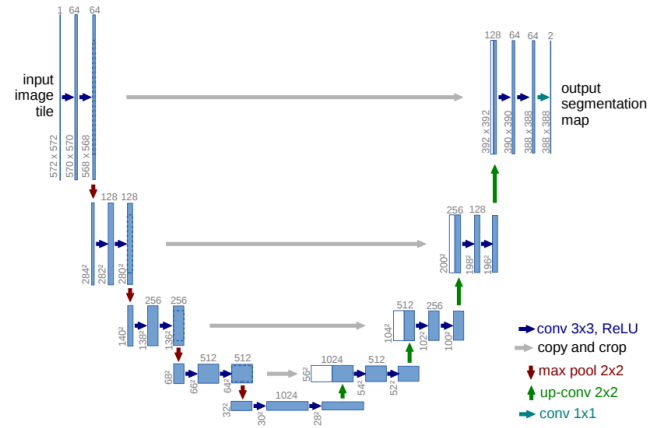 1 64 64
input
image
tile
572 x 572
570 x 570
568 x 568
128 64 64 2
output
segmentation
map
392 x 392
390 x 390
388 x 388
388 x 388
128 128
284²
282²
280²
256 128
200²
198²
196²
256 256
140²
138²
136²
512 256
104²
102²
100²
512 512
68²
66²
64²
1024 512
56²
54²
52²
1024
32²
30²
28²
conv 3x3, ReLU
copy and crop
max pool 2x2
up-conv 2x2
conv 1x1